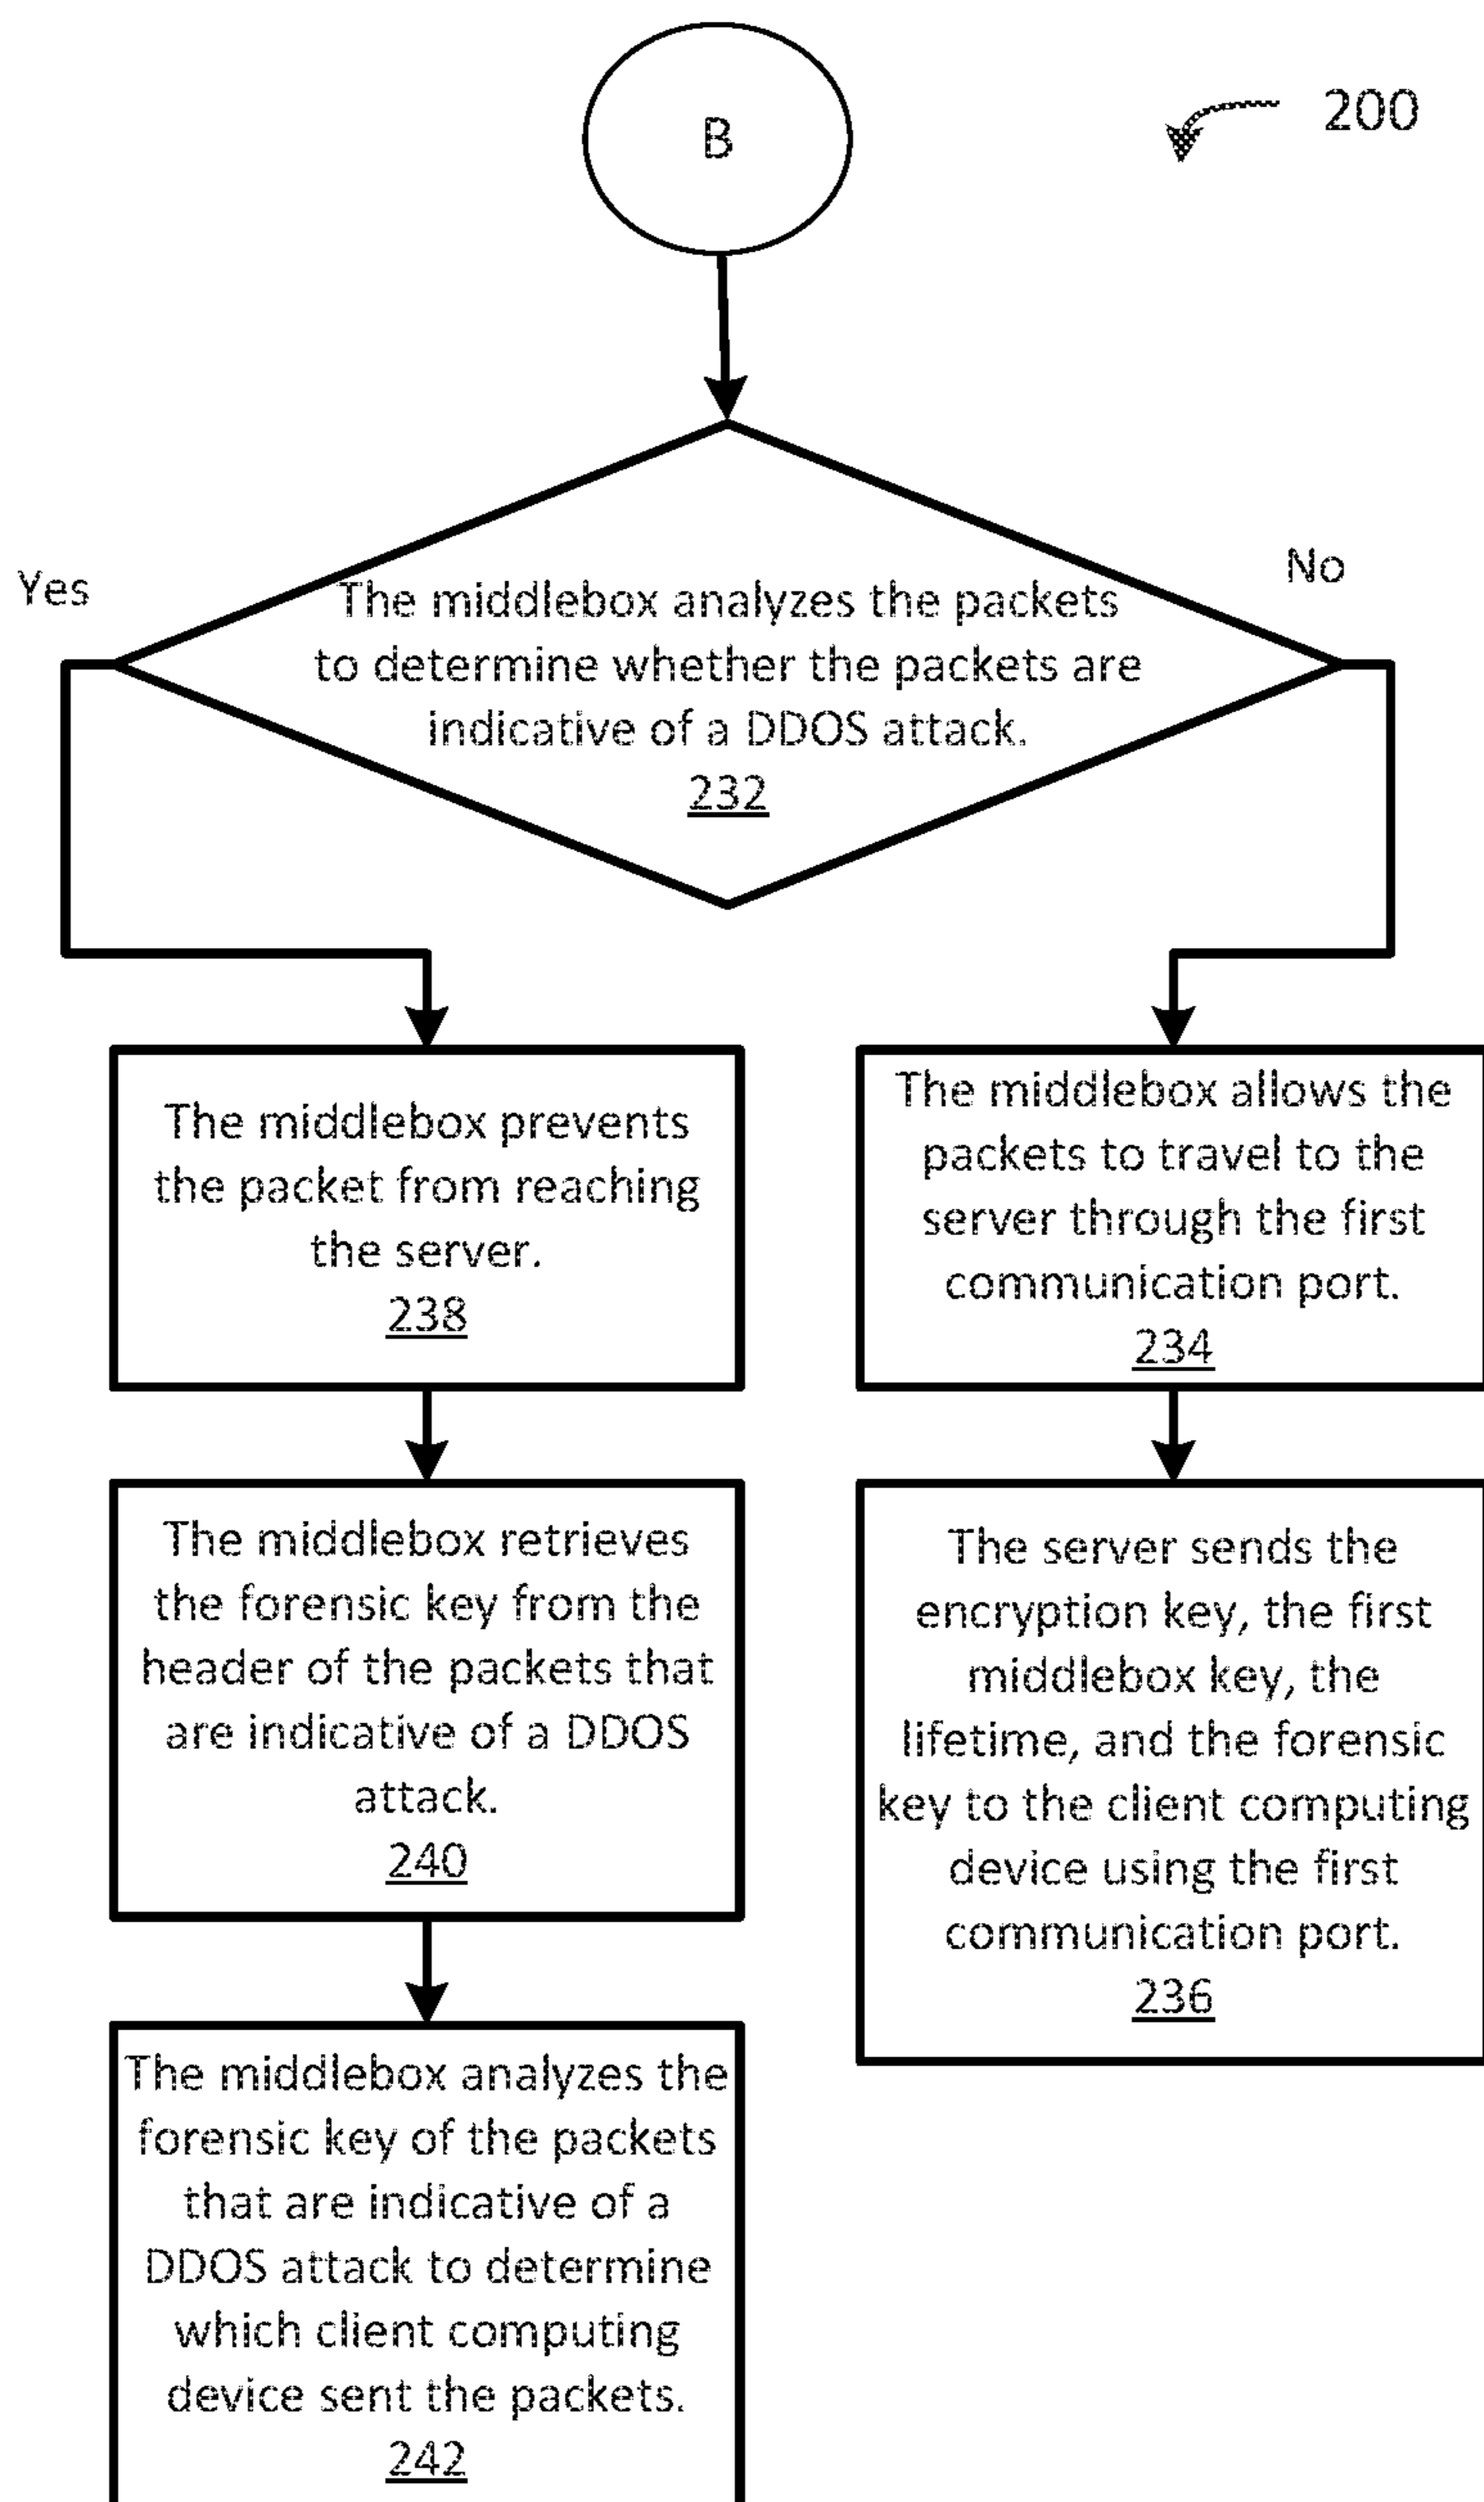 B
200
Yes
No
The middlebox analyzes the packets
to determine whether the packets are
indicative of a DDOS attack.
232
The middlebox prevents
the packet from reaching
the server.
238
The middlebox allows the
packets to travel to the
server through the first
communication port.
234
The middlebox retrieves
the forensic key from the
header of the packets that
are indicative of a DDOS
attack.
240
The server sends the
encryption key, the first
middlebox key, the
lifetime, and the forensic
key to the client computing
device using the first
communication port.
236
The middlebox analyzes the
forensic key of the packets
that are indicative of a
DDOS attack to determine
which client computing
device sent the packets.
242